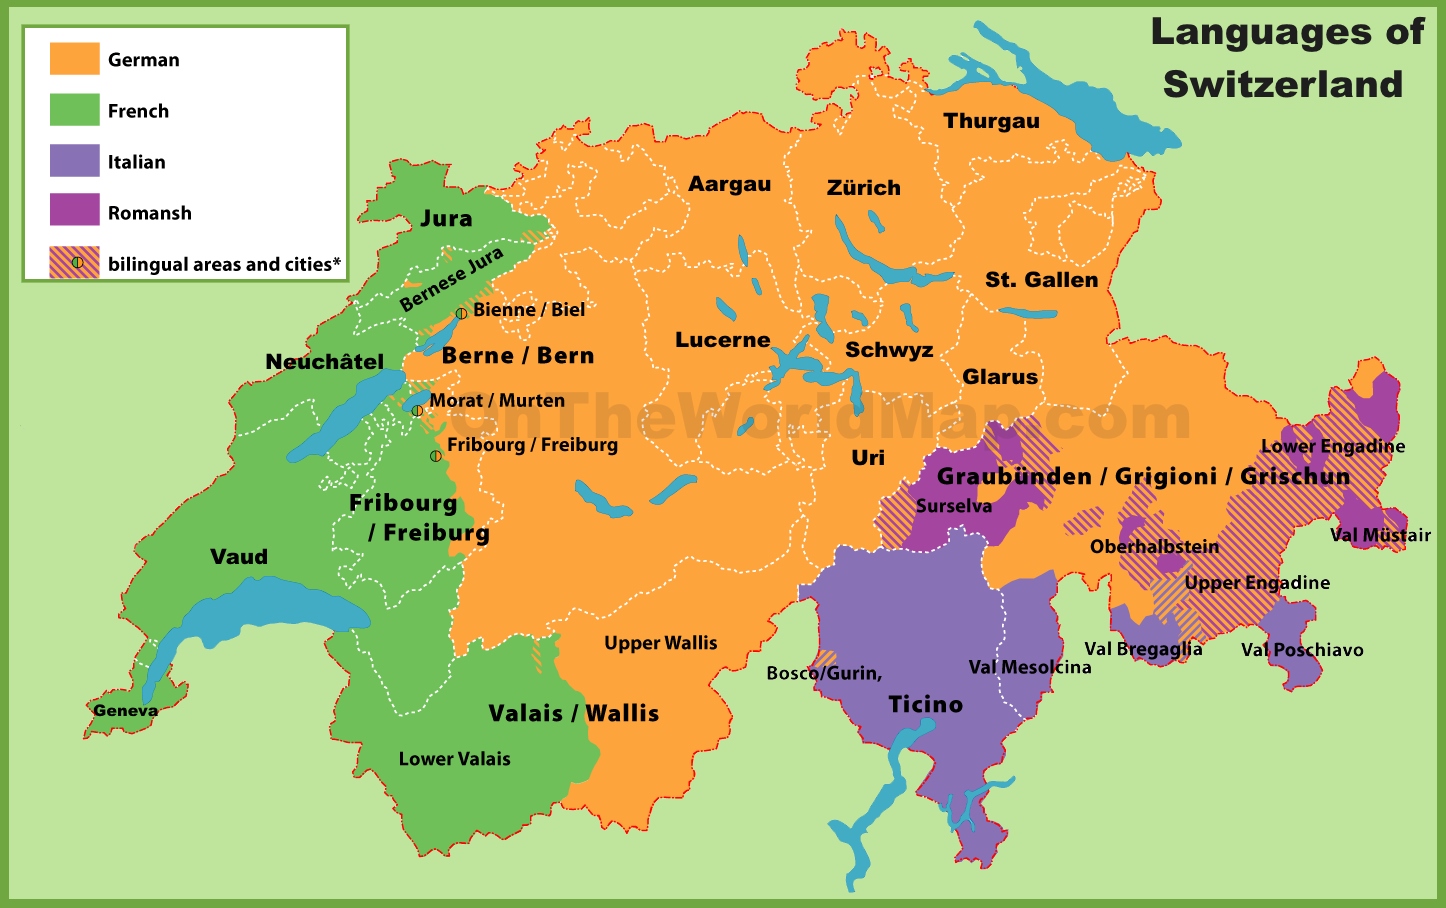 Languages of
Switzerland
German
French
Italian
Romansh
bilingual areas and cities*
Thurgau
Aargau
Zürich
Jura
Bernese Jura
St. Gallen
Bienne / Biel
Lucerne
Schwyz
Berne / Bern
Neuchâtel
Glarus
Morat / Murten
OnTheWorldMap.com
Fribourg / Freiburg
Uri
Lower Engadine
Graubünden / Grigioni / Grischun
Surselva
Fribourg
/ Freiburg
Val Müstair
Oberhalbstein
Vaud
Upper Engadine
Upper Wallis
Val Bregaglia
Val Poschiavo
Bosco/Gurin,
Val Mesolcina
Ticino
Geneva
Valais / Wallis
Lower Valais